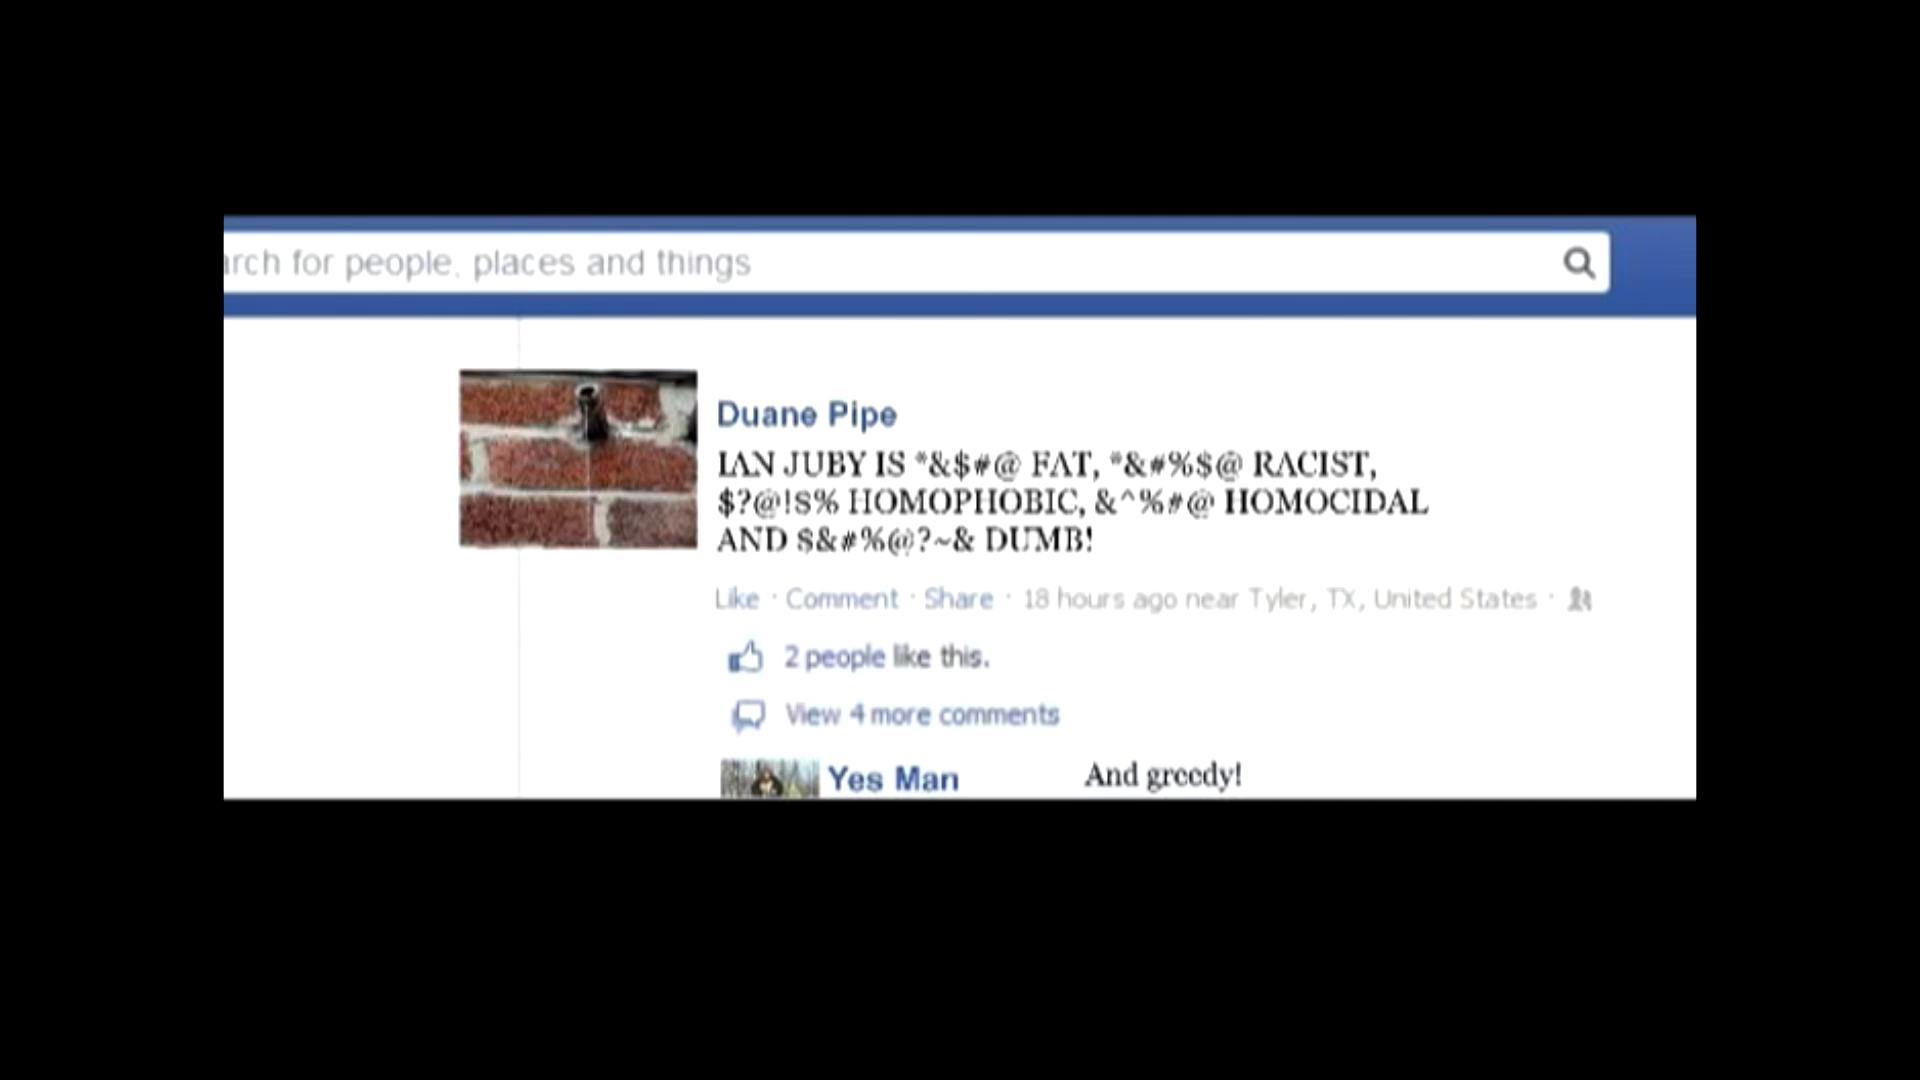 arch for people, places and things
Duane Pipe
IAN JUBY IS *&$#@ FAT, *&#%$@ RACIST,
$?@!$% HOMOPHOBIC, &^%#@ HOMOCIDAL
AND $&#%@?~& DUMB!
Like · Comment · Share · 18 hours ago near Tyler, TX, United States ·
2 people like this.
View 4 more comments
Yes Man And greedy!